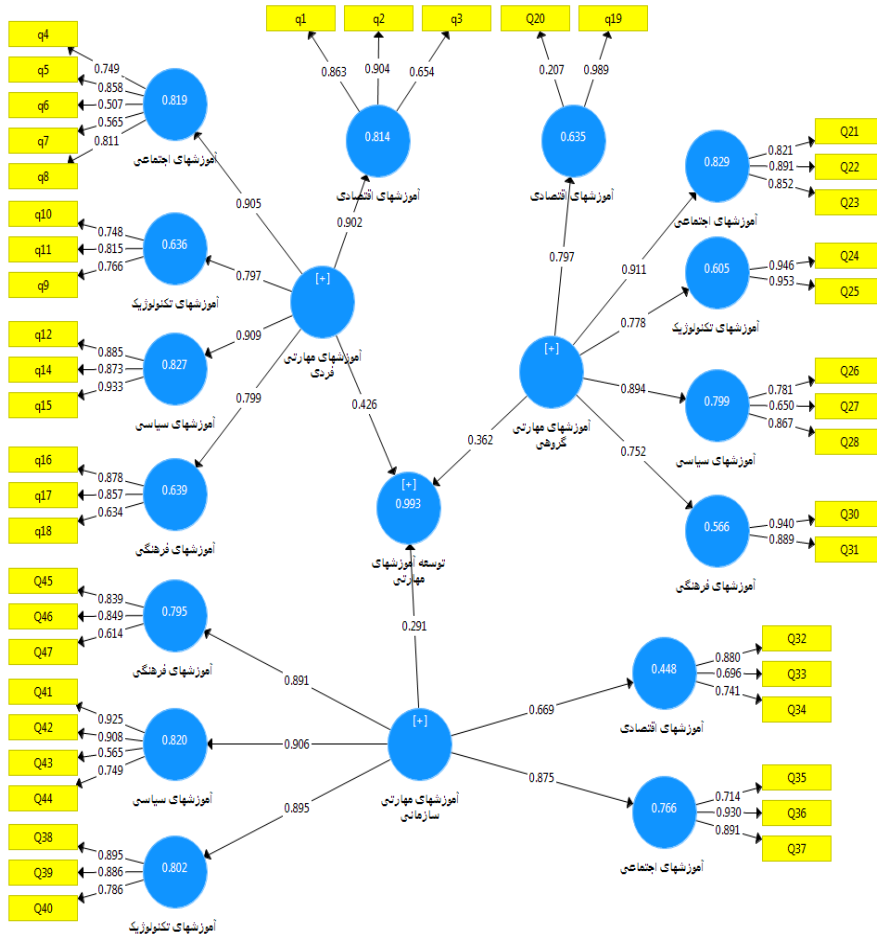 q1
q2
q3
Q20
q19
0.863
0.904
0.654
0.207
0.989
0.814
آموزشهای اقتصادی
0.635
آموزشهای اقتصادی
q4
q5
q6
q7
q8
0.749
0.858
0.507
0.565
0.811
0.819
آموزشهای اجتماعی
0.905
0.902
q10
q11
q9
0.748
0.815
0.766
0.636
آموزشهای تکنولوژیک
0.797
[+]
آموزشهای مهارتی
فردی
q12
q14
q15
0.885
0.873
0.933
0.827
آموزشهای سیاسی
0.909
q16
q17
q18
0.878
0.857
0.634
0.639
آموزشهای فرهنگی
0.799
0.426
0.797
0.911
0.829
آموزشهای اجتماعی
0.821
0.891
0.852
Q21
Q22
Q23
0.778
0.605
آموزشهای تکنولوژیک
0.946
0.953
Q24
Q25
[+]
آموزشهای مهارتی
گروهی
0.894
0.799
آموزشهای سیاسی
0.781
0.650
0.867
Q26
Q27
Q28
0.752
0.566
آموزشهای فرهنگی
0.940
0.889
Q30
Q31
0.362
[+]
0.993
توسعه آموزشهای
مهارتی
0.291
Q45
Q46
Q47
0.839
0.849
0.614
0.795
آموزشهای فرهنگی
0.891
Q41
Q42
Q43
Q44
0.925
0.908
0.565
0.749
0.820
آموزشهای سیاسی
0.906
[+]
آموزشهای مهارتی
سازمانی
Q38
Q39
Q40
0.895
0.886
0.786
0.802
آموزشهای تکنولوژیک
0.895
0.669
0.448
آموزشهای اقتصادی
0.880
0.696
0.741
Q32
Q33
Q34
0.875
0.766
آموزشهای اجتماعی
0.714
0.930
0.891
Q35
Q36
Q37